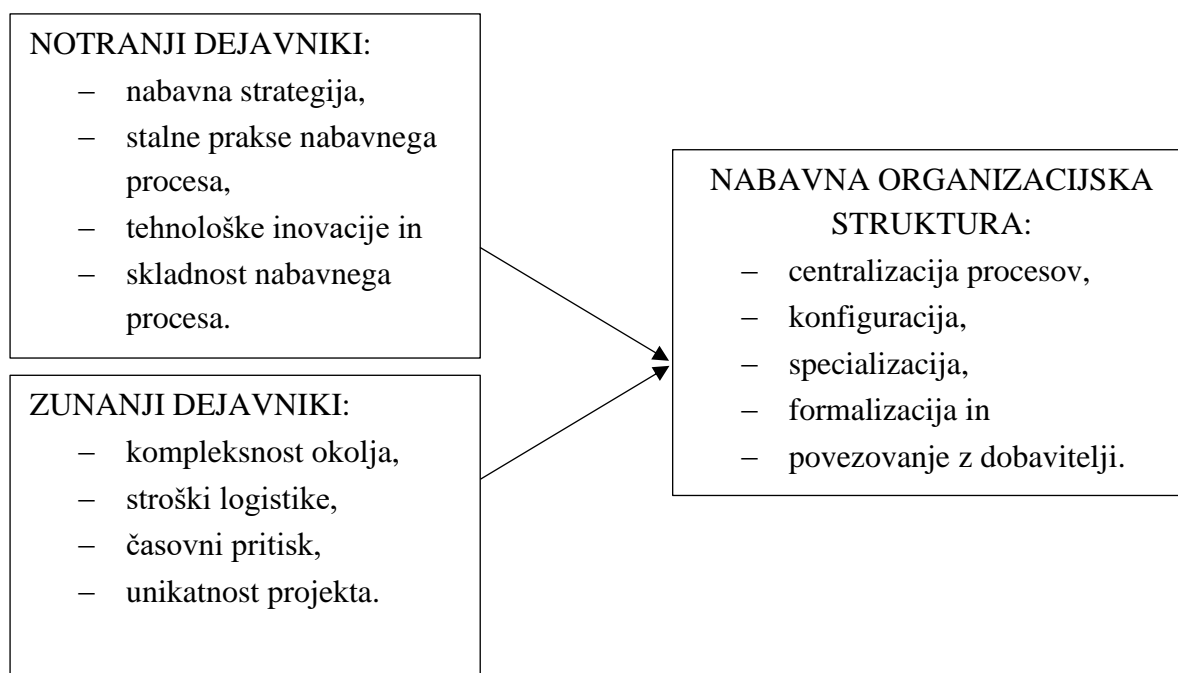 NOTRANJI DEJAVNIKI:
– nabavna strategija,
– stalne prakse nabavnega
procesa,
– tehnološke inovacije in
– skladnost nabavnega
procesa.
ZUNANJI DEJAVNIKI:
– kompleksnost okolja,
– stroški logistike,
– časovni pritisk,
– unikatnost projekta.
NABAVNA ORGANIZACIJSKA
STRUKTURA:
– centralizacija procesov,
– konfiguracija,
– specializacija,
– formalizacija in
– povezovanje z dobavitelji.